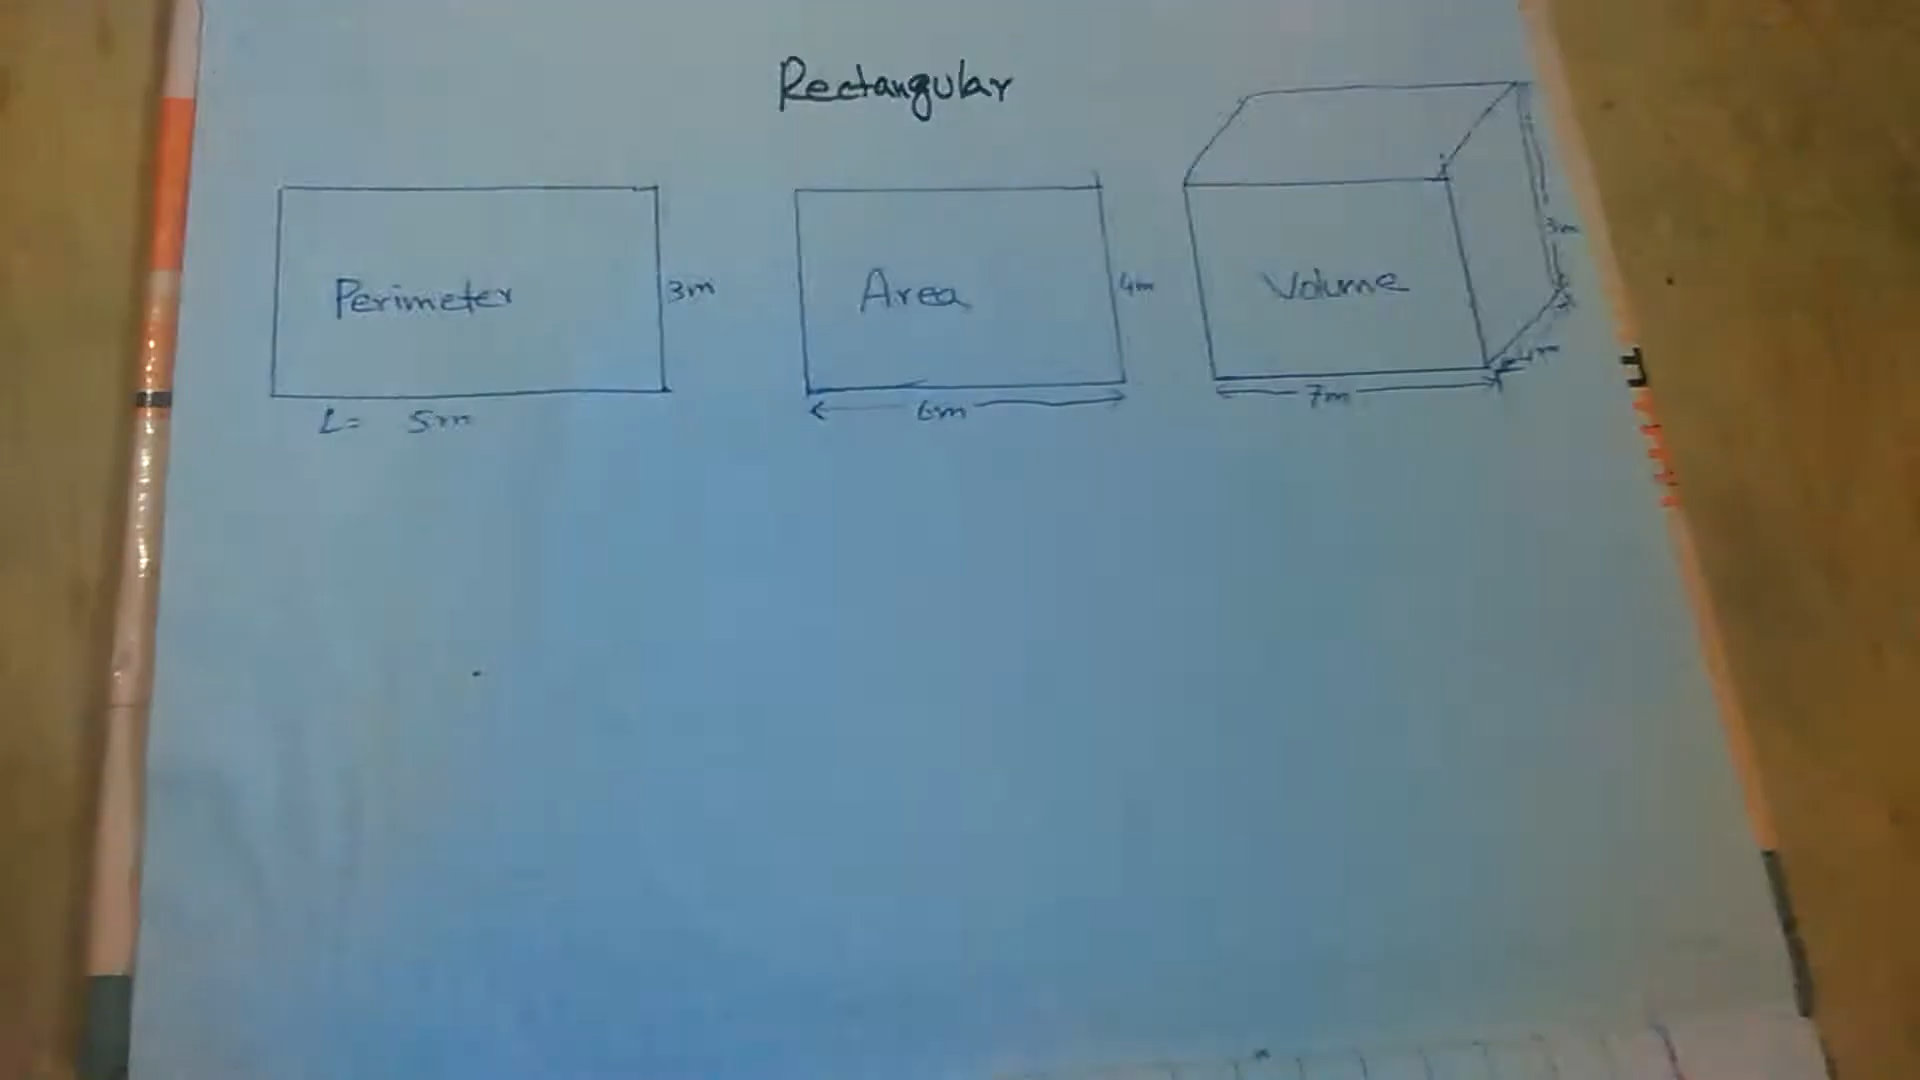 Rectangular
Perimeter
3m
L= 5m
Area
4m
6m
Volume
3m
4m
7m